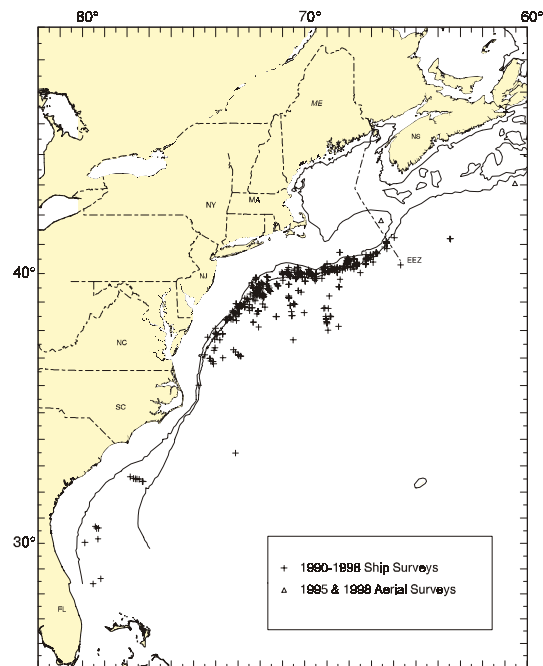 80° 70° 60°
ME
NS
NY MA
EEZ
40°
NJ
NC
SC
30°
1990-1998 Ship Surveys
1995 & 1998 Aerial Surveys
FL